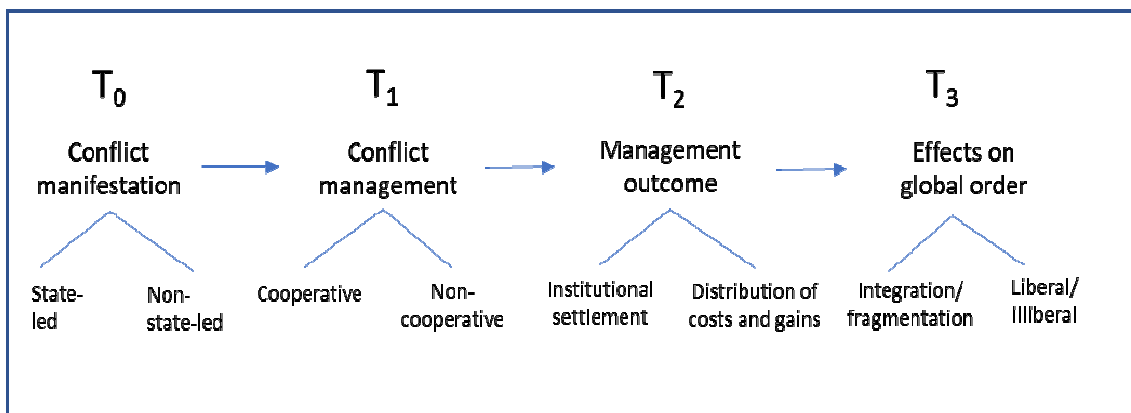 T0
T1
T2
T3
Conflict
manifestation
Conflict
management
Management
outcome
Effects on
global order
State-
led
Non-
state-led
Cooperative
Non-
cooperative
Institutional
settlement
Distribution of
costs and gains
Integration/
fragmentation
Liberal/
Illiberal